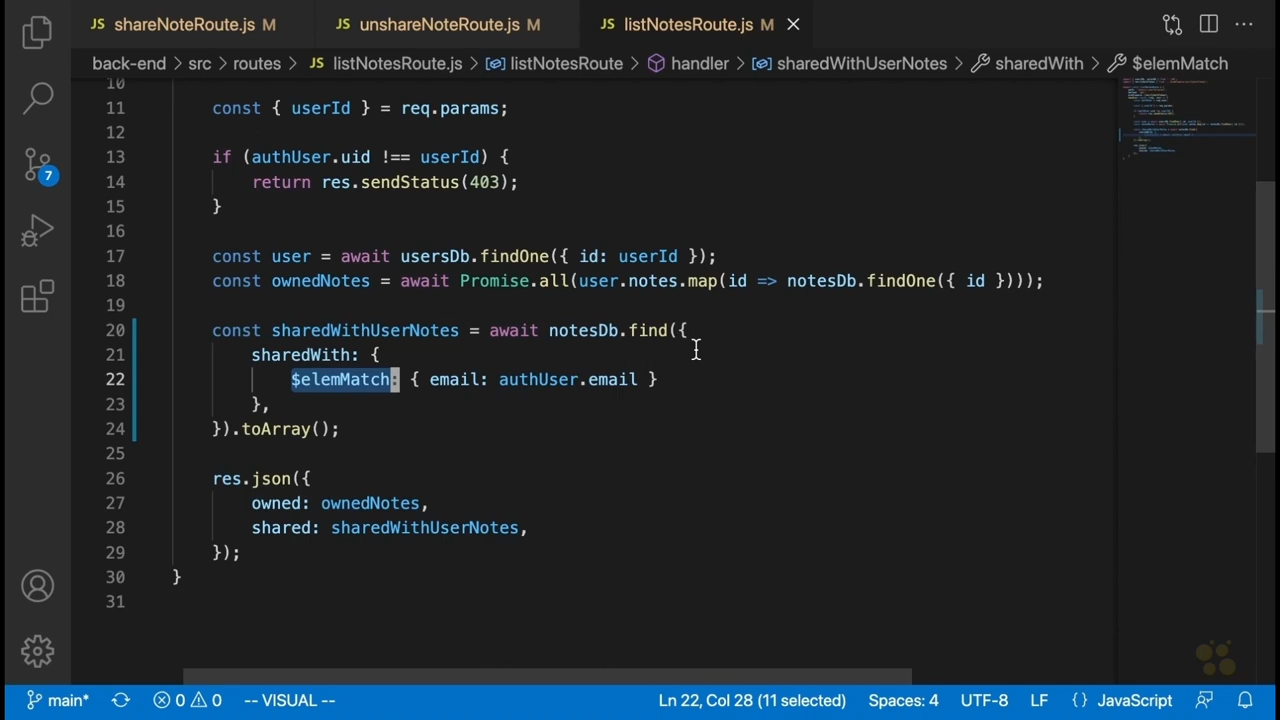 JS shareNoteRoute.js M JS unshareNoteRoute.js M JS listNotesRoute.js M
back-end > src > routes > JS listNotesRoute.js > listNotesRoute > handler > sharedWithUserNotes > sharedWith > $elemMatch
10
11 const { userId } = req.params;
12
13 if (authUser.uid !== userId) {
14 return res.sendStatus(403);
15 }
16
17 const user = await usersDb.findOne({ id: userId });
18 const ownedNotes = await Promise.all(user.notes.map(id => notesDb.findOne({ id })));
19
20 const sharedWithUserNotes = await notesDb.find({
21 sharedWith: {
22 $elemMatch: { email: authUser.email }
23 },
24 }).toArray();
25
26 res.json({
27 owned: ownedNotes,
28 shared: sharedWithUserNotes,
29 });
30 }
31
7
main* 0 0 -- VISUAL -- Ln 22, Col 28 (11 selected) Spaces: 4 UTF-8 LF {} JavaScript